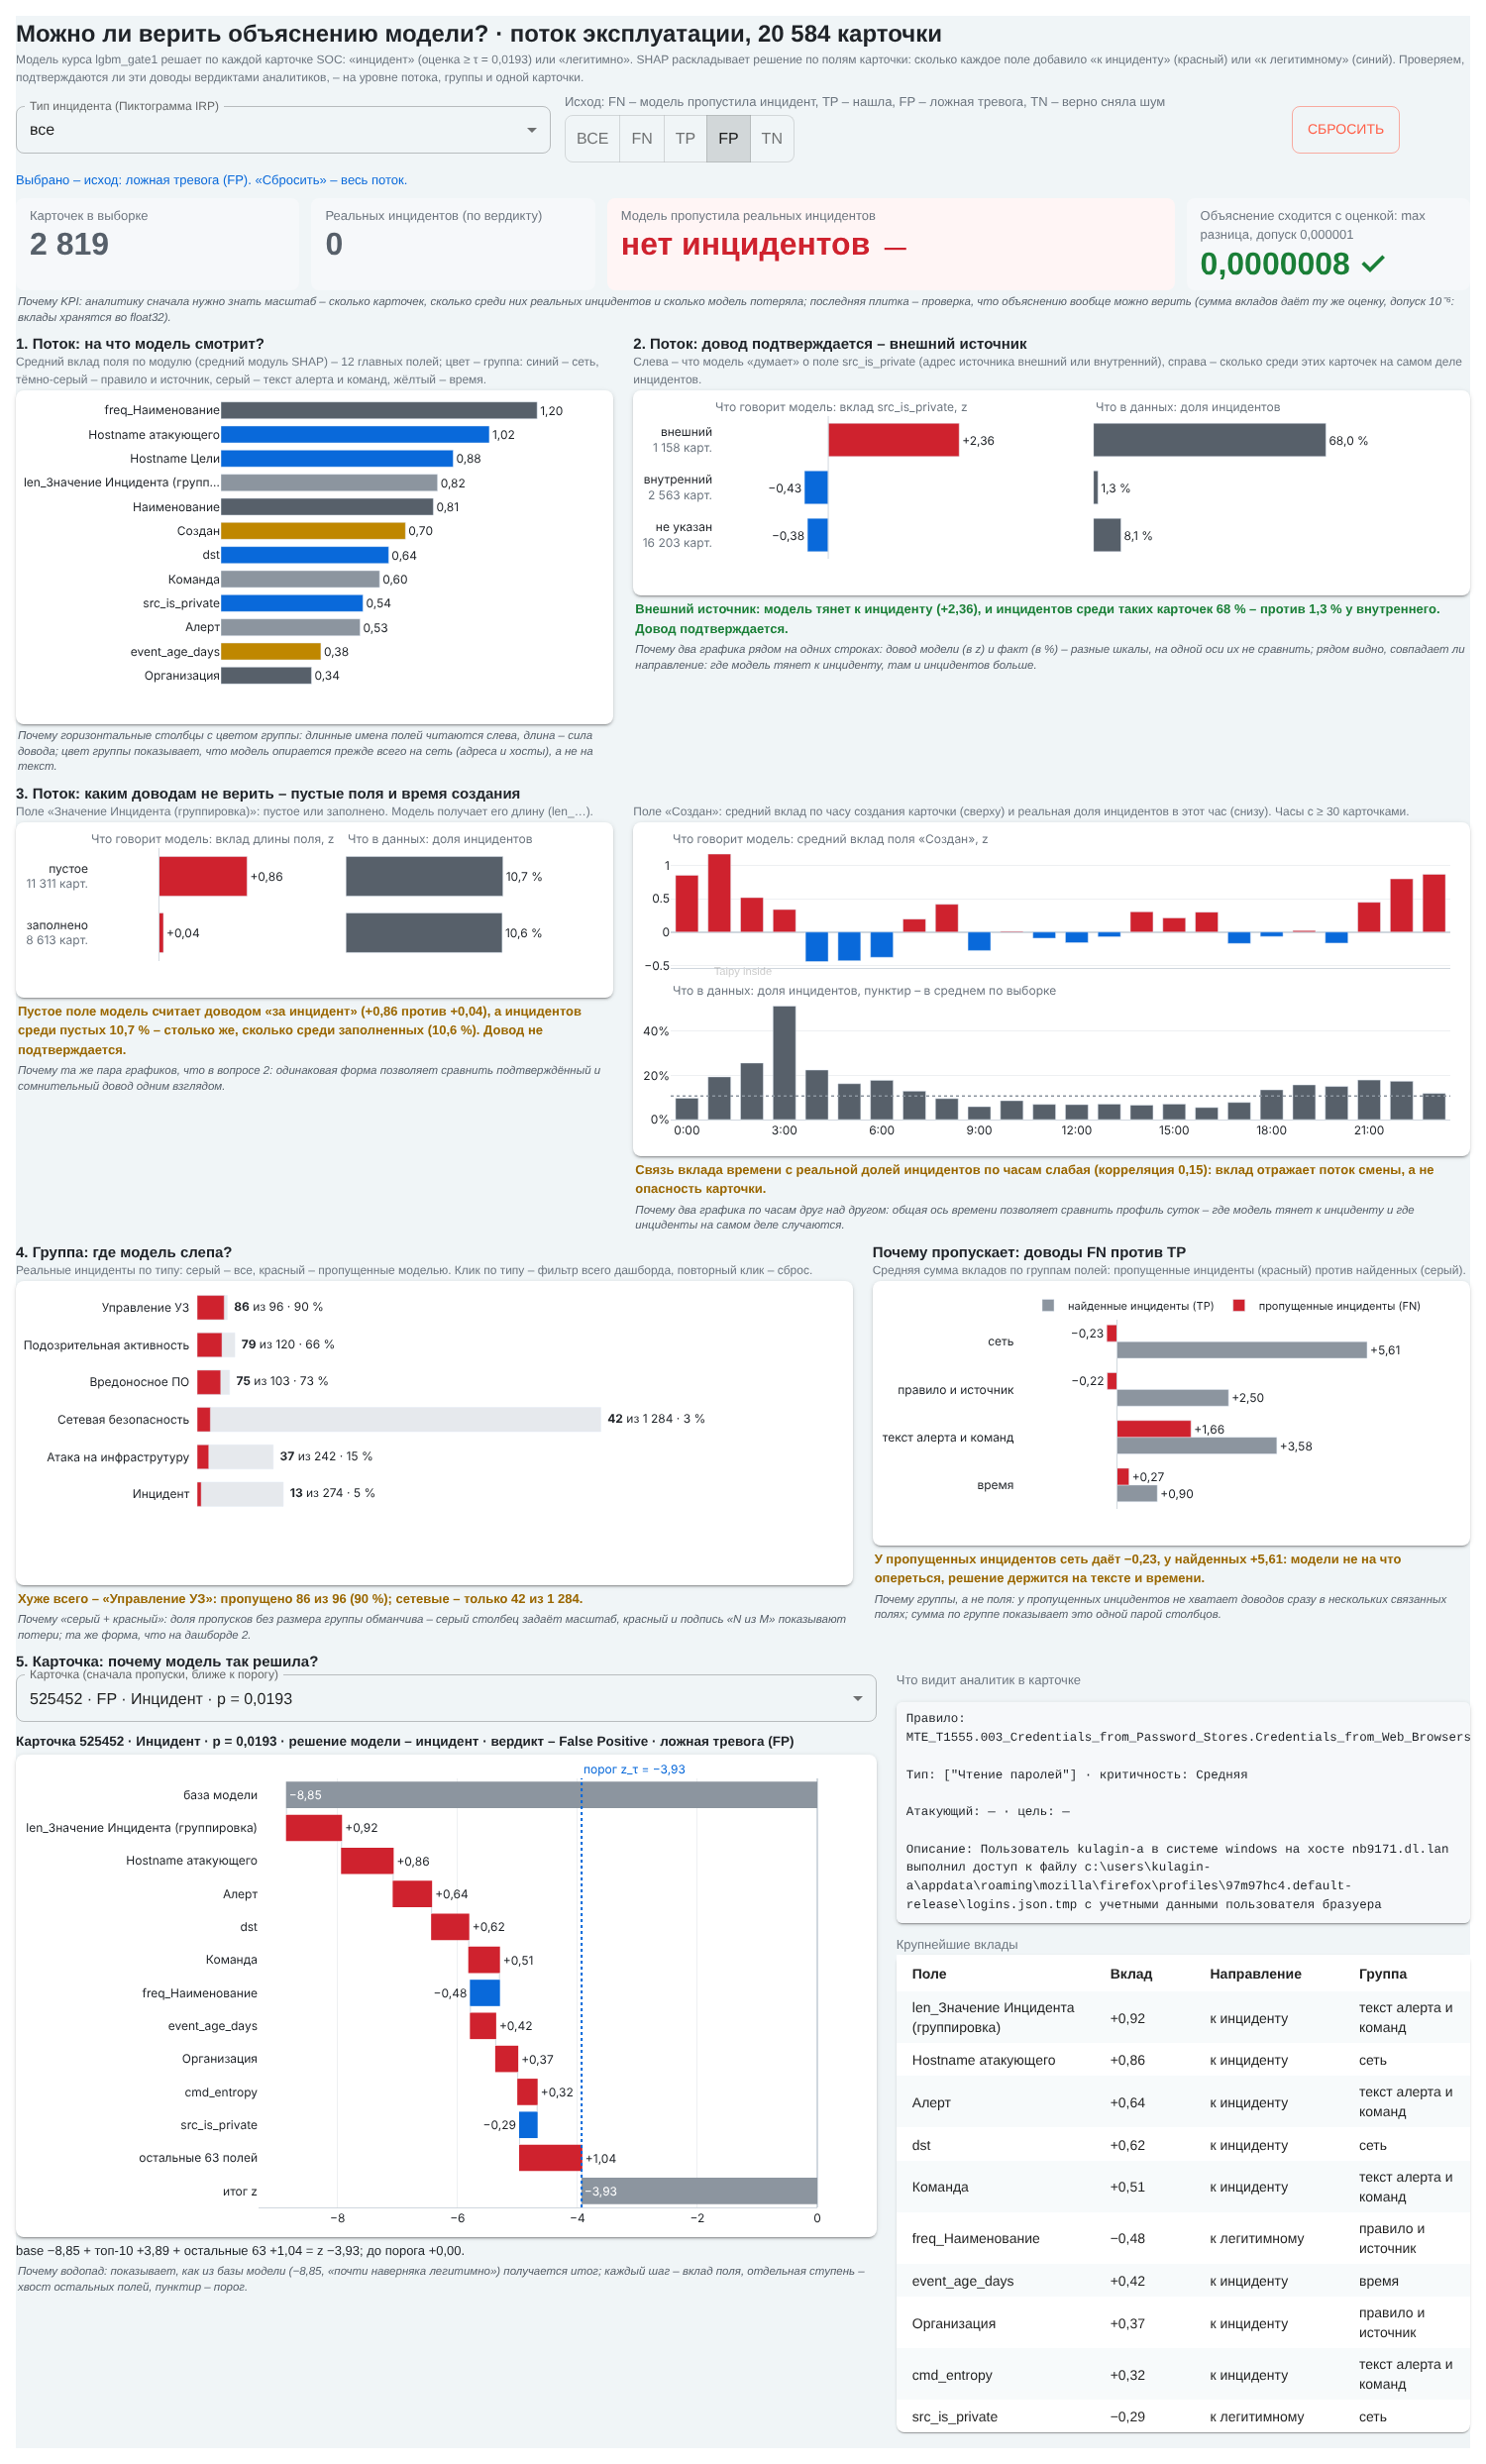 Можно ли верить объяснению модели? · поток эксплуатации, 20 584 карточки
Модель курса lgbm_gate1 решает по каждой карточке SOC: «инцидент» (оценка ≥ τ = 0,0193) или «легитимно». SHAP раскладывает решение по полям карточки: сколько каждое поле добавило «к инциденту» (красный) или «к легитимному» (синий). Проверяем,
подтверждаются ли эти доводы вердиктами аналитиков, – на уровне потока, группы и одной карточки.
Тип инцидента (Пиктограмма IRP)
все
Исход: FN – модель пропустила инцидент, TP – нашла, FP – ложная тревога, TN – верно сняла шум
ВСЕ FN TP FP TN
СБРОСИТЬ
Выбрано – исход: ложная тревога (FP). «Сбросить» – весь поток.
Карточек в выборке
2 819
Реальных инцидентов (по вердикту)
0
Модель пропустила реальных инцидентов
нет инцидентов —
Объяснение сходится с оценкой: max
разница, допуск 0,000001
0,0000008 ✓
Почему KPI: аналитику сначала нужно знать масштаб – сколько карточек, сколько среди них реальных инцидентов и сколько модель потеряла; последняя плитка – проверка, что объяснению вообще можно верить (сумма вкладов даёт ту же оценку, допуск 10⁻⁶:
вклады хранятся во float32).
1. Поток: на что модель смотрит?
Средний вклад поля по модулю (средний модуль SHAP) – 12 главных полей; цвет – группа: синий – сеть,
тёмно-серый – правило и источник, серый – текст алерта и команд, жёлтый – время.
freq_Наименование 1,20
Hostname атакующего 1,02
Hostname Цели 0,88
len_Значение Инцидента (групп... 0,82
Наименование 0,81
Создан 0,70
dst 0,64
Команда 0,60
src_is_private 0,54
Алерт 0,53
event_age_days 0,38
Организация 0,34
Почему горизонтальные столбцы с цветом группы: длинные имена полей читаются слева, длина – сила
довода; цвет группы показывает, что модель опирается прежде всего на сеть (адреса и хосты), а не на
текст.
2. Поток: довод подтверждается – внешний источник
Слева – что модель «думает» о поле src_is_private (адрес источника внешний или внутренний), справа – сколько среди этих карточек на самом деле
инцидентов.
Что говорит модель: вклад src_is_private, z
Что в данных: доля инцидентов
внешний
1 158 карт.
+2,36
68,0 %
внутренний
2 563 карт.
−0,43
1,3 %
не указан
16 203 карт.
−0,38
8,1 %
Внешний источник: модель тянет к инциденту (+2,36), и инцидентов среди таких карточек 68 % – против 1,3 % у внутреннего.
Довод подтверждается.
Почему два графика рядом на одних строках: довод модели (в z) и факт (в %) – разные шкалы, на одной оси их не сравнить; рядом видно, совпадает ли
направление: где модель тянет к инциденту, там и инцидентов больше.
3. Поток: каким доводам не верить – пустые поля и время создания
Поле «Значение Инцидента (группировка)»: пустое или заполнено. Модель получает его длину (len_…).
Что говорит модель: вклад длины поля, z
Что в данных: доля инцидентов
пустое
11 311 карт.
+0,86
10,7 %
заполнено
8 613 карт.
+0,04
10,6 %
Пустое поле модель считает доводом «за инцидент» (+0,86 против +0,04), а инцидентов
среди пустых 10,7 % – столько же, сколько среди заполненных (10,6 %). Довод не
подтверждается.
Почему та же пара графиков, что в вопросе 2: одинаковая форма позволяет сравнить подтверждённый и
сомнительный довод одним взглядом.
Поле «Создан»: средний вклад по часу создания карточки (сверху) и реальная доля инцидентов в этот час (снизу). Часы с ≥ 30 карточками.
Что говорит модель: средний вклад поля «Создан», z
1
0.5
0
−0.5
Taipy inside
Что в данных: доля инцидентов, пунктир – в среднем по выборке
40%
20%
0%
0:00 3:00 6:00 9:00 12:00 15:00 18:00 21:00
Связь вклада времени с реальной долей инцидентов по часам слабая (корреляция 0,15): вклад отражает поток смены, а не
опасность карточки.
Почему два графика по часам друг над другом: общая ось времени позволяет сравнить профиль суток – где модель тянет к инциденту и где
инциденты на самом деле случаются.
4. Группа: где модель слепа?
Реальные инциденты по типу: серый – все, красный – пропущенные моделью. Клик по типу – фильтр всего дашборда, повторный клик – сброс.
Управление УЗ 86 из 96 · 90 %
Подозрительная активность 79 из 120 · 66 %
Вредоносное ПО 75 из 103 · 73 %
Сетевая безопасность 42 из 1 284 · 3 %
Атака на инфраструтуру 37 из 242 · 15 %
Инцидент 13 из 274 · 5 %
Хуже всего – «Управление УЗ»: пропущено 86 из 96 (90 %); сетевые – только 42 из 1 284.
Почему «серый + красный»: доля пропусков без размера группы обманчива – серый столбец задаёт масштаб, красный и подпись «N из M» показывают
потери; та же форма, что на дашборде 2.
Почему пропускает: доводы FN против TP
Средняя сумма вкладов по группам полей: пропущенные инциденты (красный) против найденных (серый).
найденные инциденты (TP) пропущенные инциденты (FN)
сеть −0,23 +5,61
правило и источник −0,22 +2,50
текст алерта и команд +1,66 +3,58
время +0,27 +0,90
У пропущенных инцидентов сеть даёт −0,23, у найденных +5,61: модели не на что
опереться, решение держится на тексте и времени.
Почему группы, а не поля: у пропущенных инцидентов не хватает доводов сразу в нескольких связанных
полях; сумма по группе показывает это одной парой столбцов.
5. Карточка: почему модель так решила?
Карточка (сначала пропуски, ближе к порогу)
525452 · FP · Инцидент · p = 0,0193
Карточка 525452 · Инцидент · p = 0,0193 · решение модели – инцидент · вердикт – False Positive · ложная тревога (FP)
порог z_τ = −3,93
база модели −8,85
len_Значение Инцидента (группировка) +0,92
Hostname атакующего +0,86
Алерт +0,64
dst +0,62
Команда +0,51
freq_Наименование −0,48
event_age_days +0,42
Организация +0,37
cmd_entropy +0,32
src_is_private −0,29
остальные 63 полей +1,04
итог z −3,93
−8 −6 −4 −2 0
base −8,85 + топ-10 +3,89 + остальные 63 +1,04 = z −3,93; до порога +0,00.
Почему водопад: показывает, как из базы модели (−8,85, «почти наверняка легитимно») получается итог; каждый шаг – вклад поля, отдельная ступень –
хвост остальных полей, пунктир – порог.
Что видит аналитик в карточке
Правило:
MTE_T1555.003_Credentials_from_Password_Stores.Credentials_from_Web_Browsers
Тип: ["Чтение паролей"] · критичность: Средняя
Атакующий: — · цель: —
Описание: Пользователь kulagin-a в системе windows на хосте nb9171.dl.lan
выполнил доступ к файлу c:\users\kulagin-
a\appdata\roaming\mozilla\firefox\profiles\97m97hc4.default-
release\logins.json.tmp с учетными данными пользователя бразуера
Крупнейшие вклады
Поле Вклад Направление Группа
len_Значение Инцидента (группировка) +0,92 к инциденту текст алерта и команд
Hostname атакующего +0,86 к инциденту сеть
Алерт +0,64 к инциденту текст алерта и команд
dst +0,62 к инциденту сеть
Команда +0,51 к инциденту текст алерта и команд
freq_Наименование −0,48 к легитимному правило и источник
event_age_days +0,42 к инциденту время
Организация +0,37 к инциденту правило и источник
cmd_entropy +0,32 к инциденту текст алерта и команд
src_is_private −0,29 к легитимному сеть